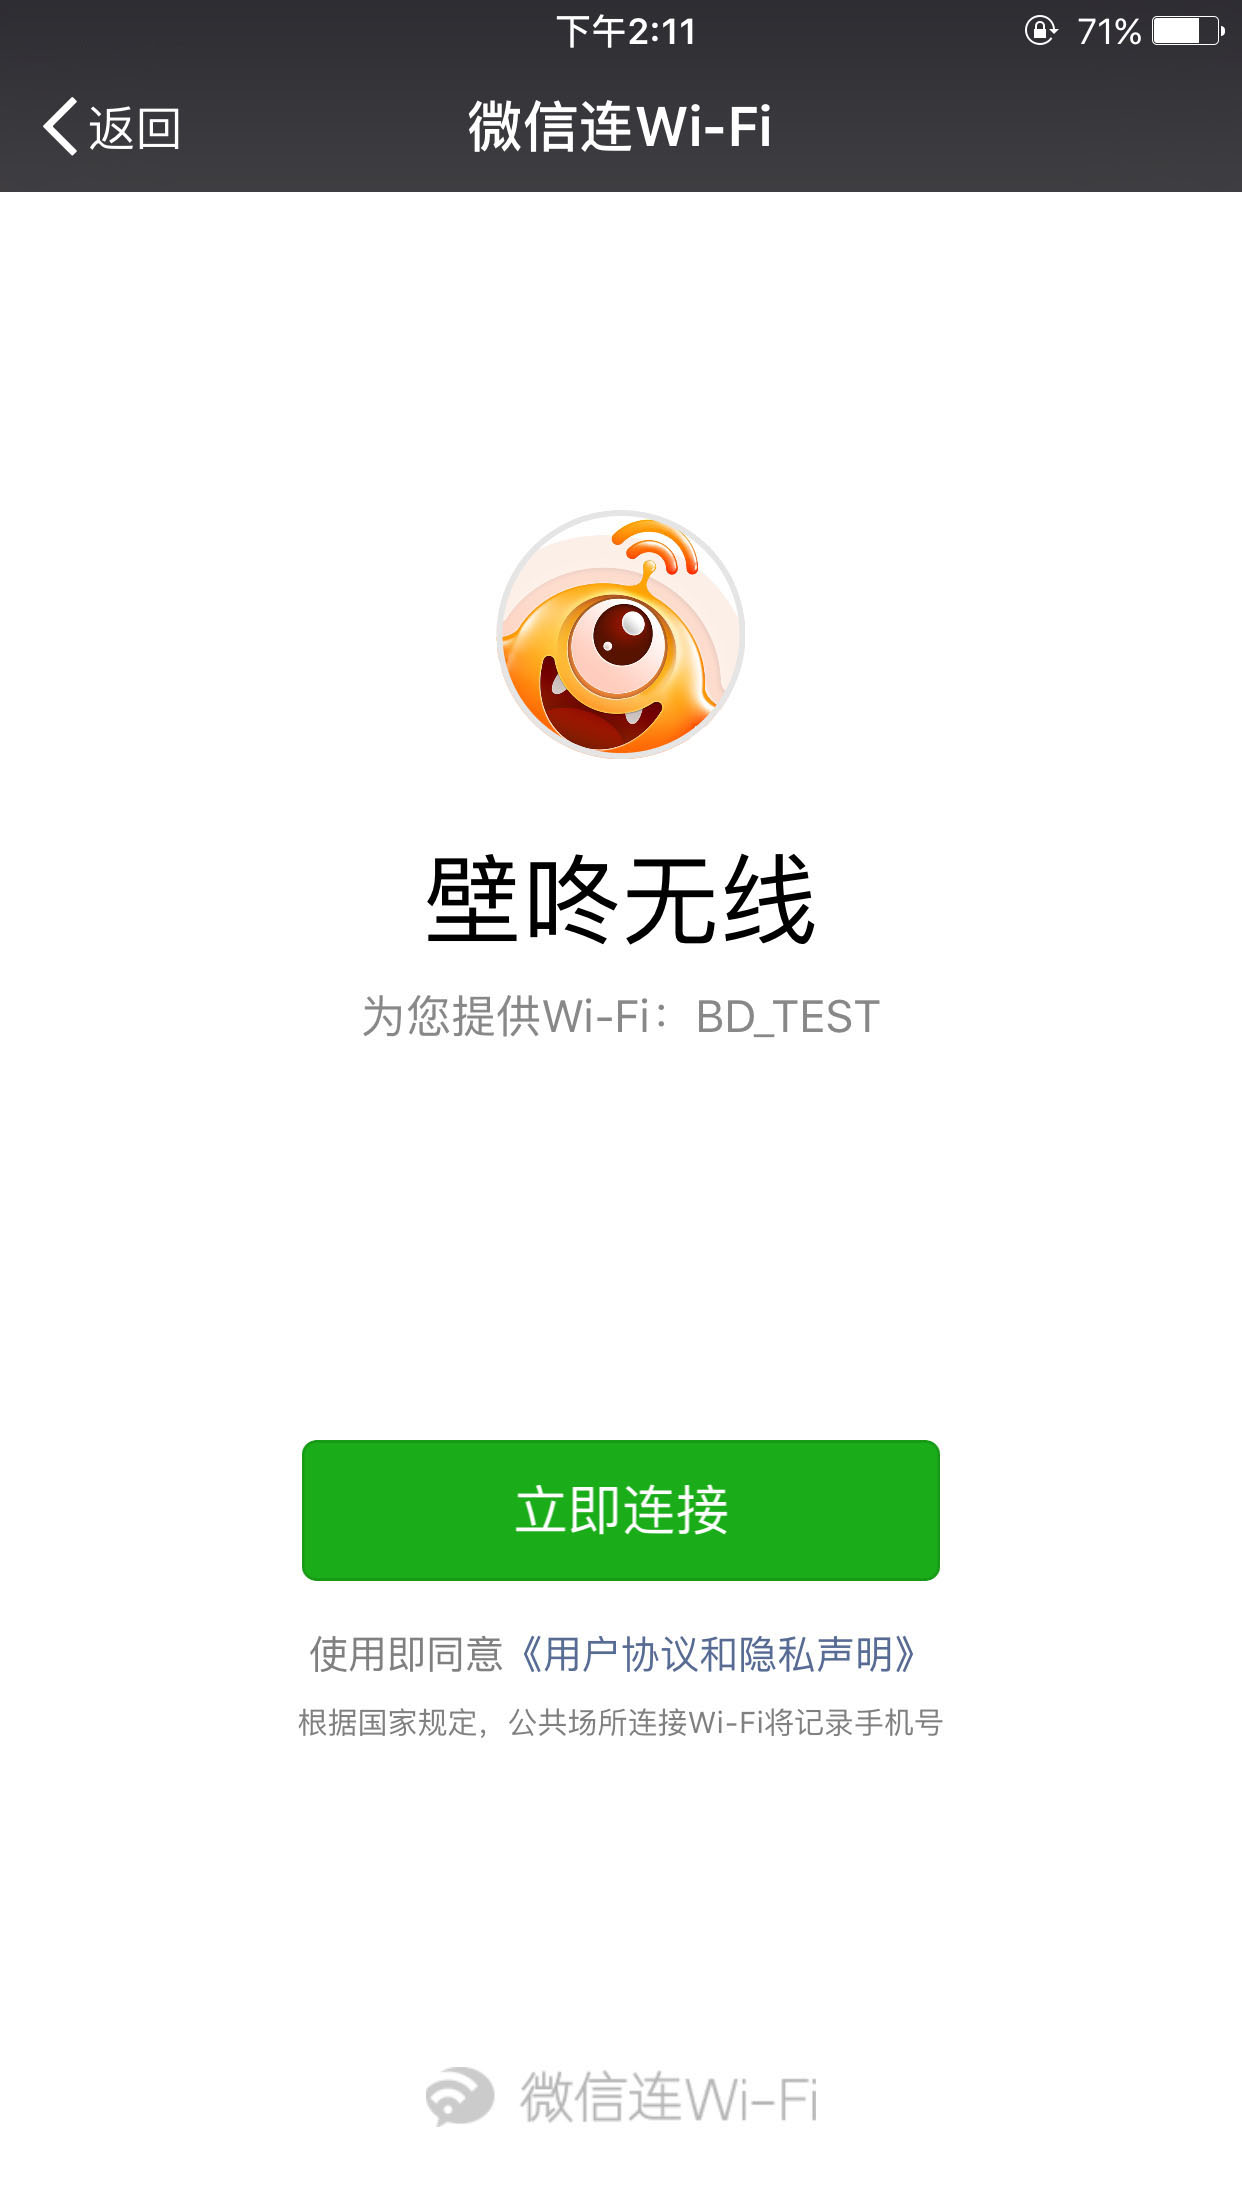 下午2:11
71%
返回
微信连Wi-Fi
壁咚无线
为您提供Wi-Fi：BD_TEST
立即连接
使用即同意《用户协议和隐私声明》
根据国家规定，公共场所连接Wi-Fi将记录手机号
微信连Wi-Fi